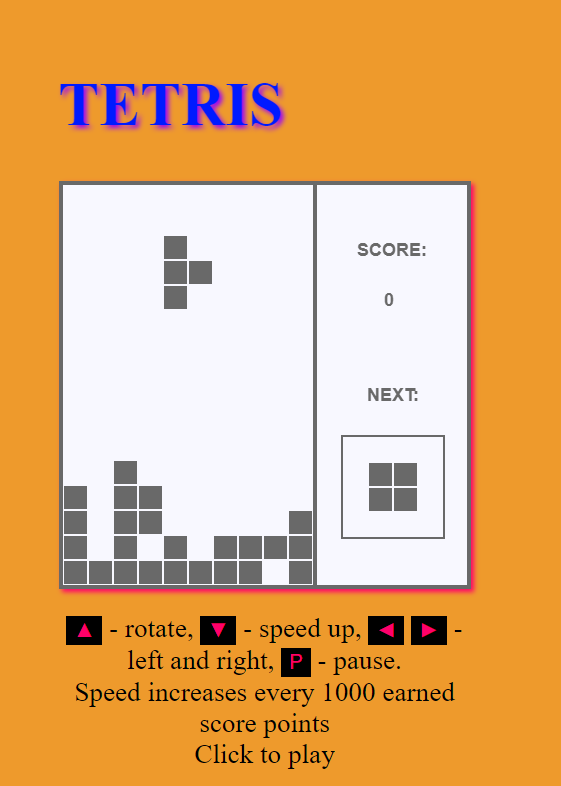 TETRIS
SCORE:
0
NEXT:
▲ - rotate, ▼ - speed up, ◄ ► -
left and right, P - pause.
Speed increases every 1000 earned
score points
Click to play